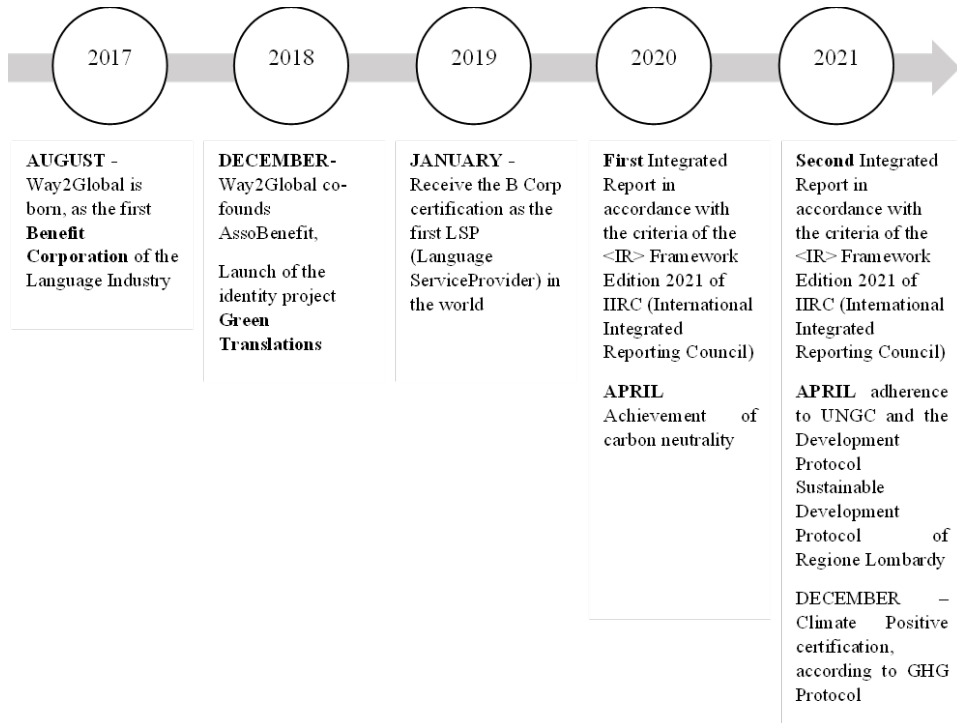 2017
2018
2019
2020
2021
AUGUST -
Way2Global is
born, as the first
Benefit
Corporation of the
Language Industry
DECEMBER-
Way2Global co-
founds
AssoBenefit,
Launch of the
identity project
Green
Translations
JANUARY -
Receive the B Corp
certification as the
first LSP
(Language
ServiceProvider) in
the world
First Integrated
Report in
accordance with
the criteria of the
<IR> Framework
Edition 2021 of
IIRC (International
Integrated
Reporting Council)
APRIL
Achievement of
carbon neutrality
Second Integrated
Report in
accordance with
the criteria of the
<IR> Framework
Edition 2021 of
IIRC (International
Integrated
Reporting Council)
APRIL adherence
to UNGC and the
Development
Protocol
Sustainable
Development
Protocol of
Regione Lombardy
DECEMBER –
Climate Positive
certification,
according to GHG
Protocol